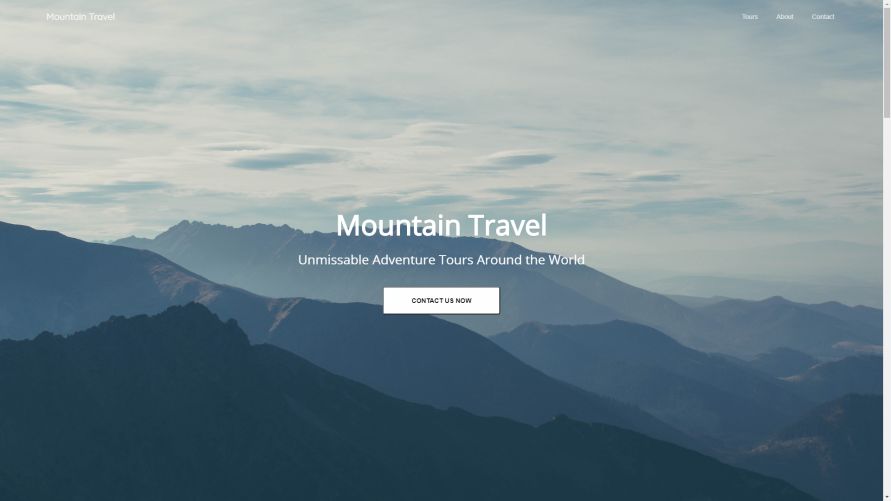 Mountain Travel
Tours About Contact
Mountain Travel
Unmissable Adventure Tours Around the World
CONTACT US NOW